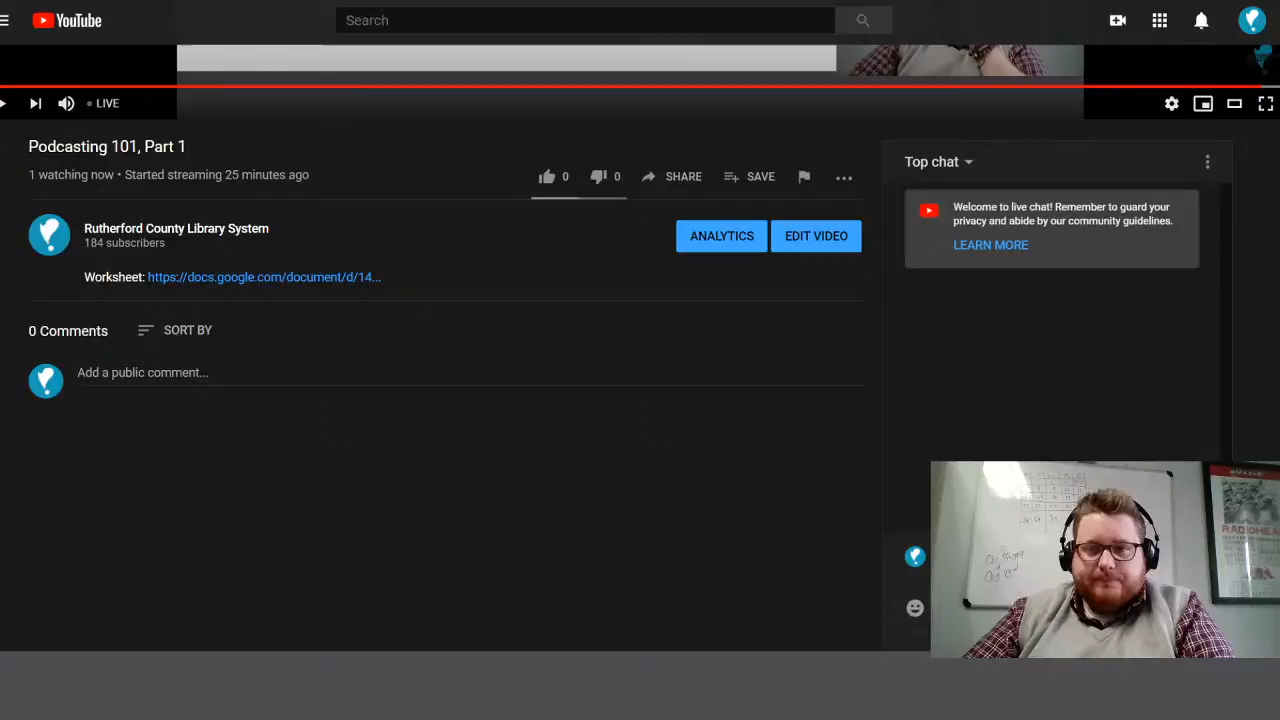 YouTube
Search
LIVE
Podcasting 101, Part 1
1 watching now • Started streaming 25 minutes ago
0
0
SHARE
SAVE
Rutherford County Library System
184 subscribers
ANALYTICS
EDIT VIDEO
Worksheet: https://docs.google.com/document/d/14...
0 Comments
SORT BY
Add a public comment...
Top chat
Welcome to live chat! Remember to guard your
privacy and abide by our community guidelines.
LEARN MORE
RADIOHEAD